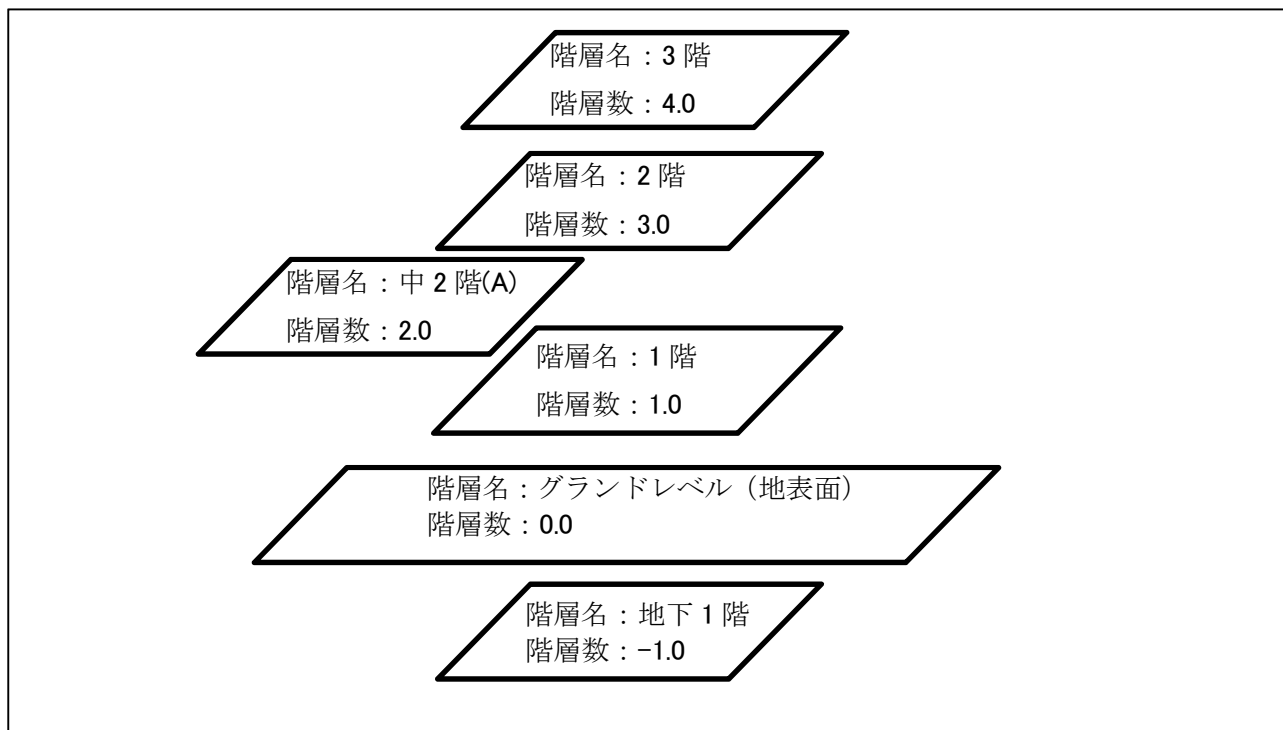 階層名：3 階
階層数：4.0
階層名：2 階
階層数：3.0
階層名：中 2 階(A)
階層数：2.0
階層名：1 階
階層数：1.0
階層名：グランドレベル（地表面）
階層数：0.0
階層名：地下 1 階
階層数：-1.0